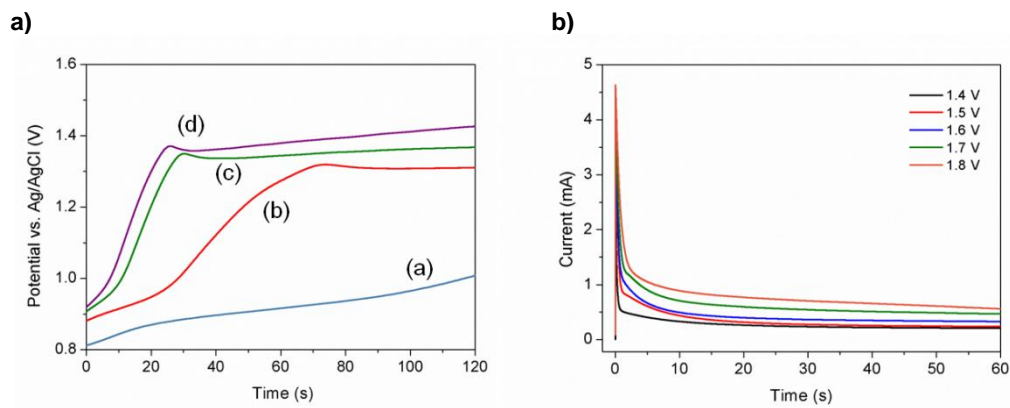 a)
1.6
1.4
1.2
1.0
0.8
Potential vs. Ag/AgCl (V)
(d)
(c)
(b)
(a)
0 20 40 60 80 100 120
Time (s)
b)
5
4
3
2
1
0
Current (mA)
1.4 V
1.5 V
1.6 V
1.7 V
1.8 V
0 10 20 30 40 50 60
Time (s)